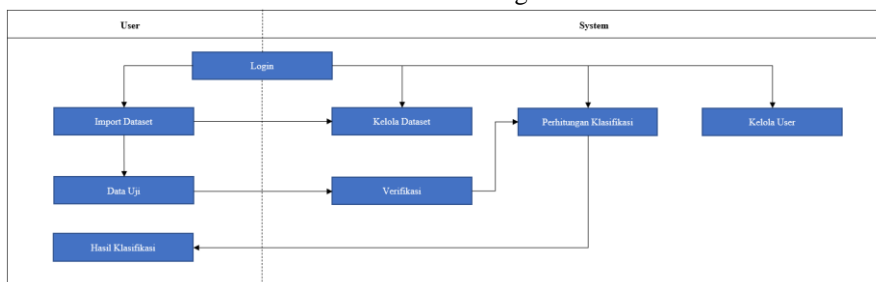 User System
Login
Import Dataset Kelola Dataset Perhitungan Klasifikasi Kelola User
Data Uji Verifikasi
Hasil Klasifikasi